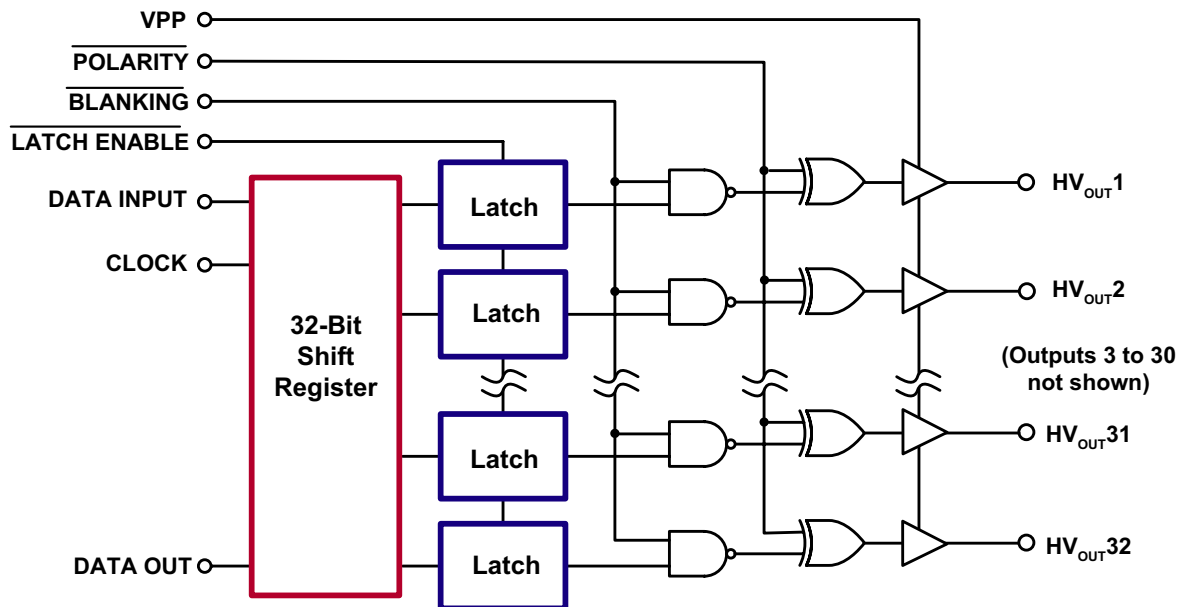 VPP
POLARITY
BLANKING
LATCH ENABLE
DATA INPUT
CLOCK
DATA OUT
32-Bit
Shift
Register
Latch
Latch
Latch
Latch
HVOUT1
HVOUT2
(Outputs 3 to 30
not shown)
HVOUT31
HVOUT32